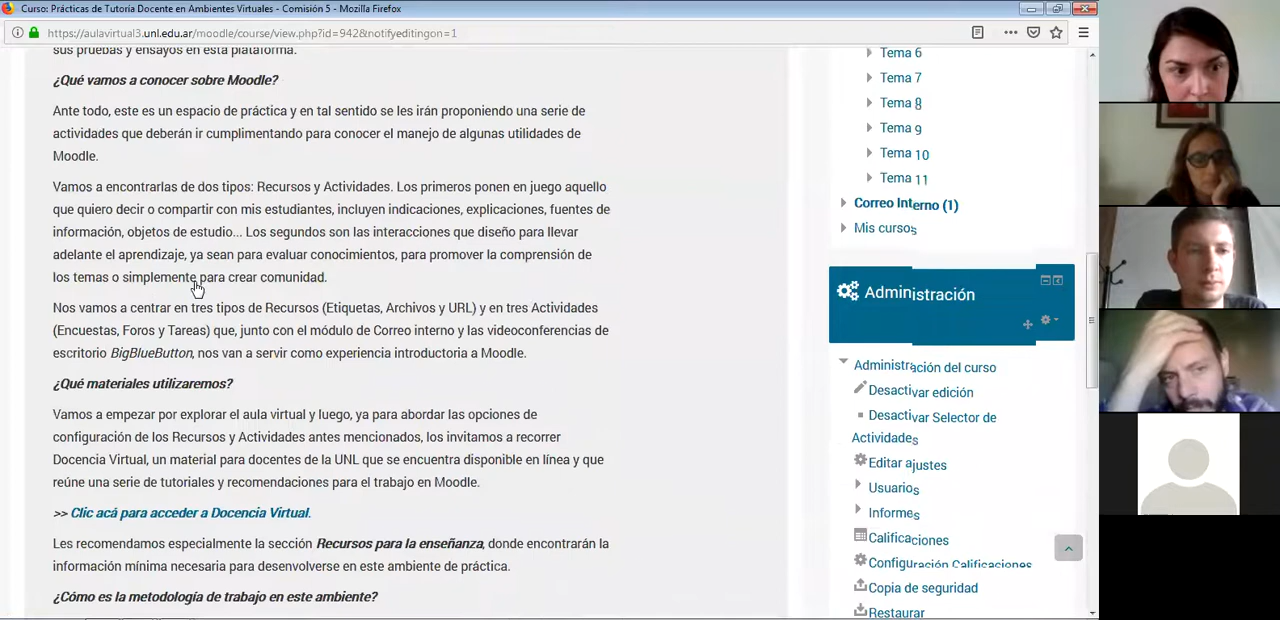 Curso: Prácticas de Tutoría Docente en Ambientes Virtuales - Comisión 5 - Mozilla Firefox
https://aulavirtual3.unl.edu.ar/moodle/course/view.php?id=942&notifyeditingon=1
sus pruebas y ensayos en esta plataforma.
¿Qué vamos a conocer sobre Moodle?
Ante todo, este es un espacio de práctica y en tal sentido se les irán proponiendo una serie de
actividades que deberán ir cumplimentando para conocer el manejo de algunas utilidades de
Moodle.
Vamos a encontrarlas de dos tipos: Recursos y Actividades. Los primeros ponen en juego aquello
que quiero decir o compartir con mis estudiantes, incluyen indicaciones, explicaciones, fuentes de
información, objetos de estudio... Los segundos son las interacciones que diseño para llevar
adelante el aprendizaje, ya sean para evaluar conocimientos, para promover la comprensión de
los temas o simplemente para crear comunidad.
Nos vamos a centrar en tres tipos de Recursos (Etiquetas, Archivos y URL) y en tres Actividades
(Encuestas, Foros y Tareas) que, junto con el módulo de Correo interno y las videoconferencias de
escritorio BigBlueButton, nos van a servir como experiencia introductoria a Moodle.
¿Qué materiales utilizaremos?
Vamos a empezar por explorar el aula virtual y luego, ya para abordar las opciones de
configuración de los Recursos y Actividades antes mencionados, los invitamos a recorrer
Docencia Virtual, un material para docentes de la UNL que se encuentra disponible en línea y que
reúne una serie de tutoriales y recomendaciones para el trabajo en Moodle.
>> Clic acá para acceder a Docencia Virtual.
Les recomendamos especialmente la sección Recursos para la enseñanza, donde encontrarán la
información mínima necesaria para desenvolverse en este ambiente de práctica.
¿Cómo es la metodología de trabajo en este ambiente?
Tema 6
Tema 7
Tema 8
Tema 9
Tema 10
Tema 11
Correo Interno (1)
Mis cursos
Administración
Administración del curso
Desactivar edición
Desactivar Selector de
Actividades
Editar ajustes
Usuarios
Informes
Calificaciones
Configuración Calificaciones
Copia de seguridad
Restaurar